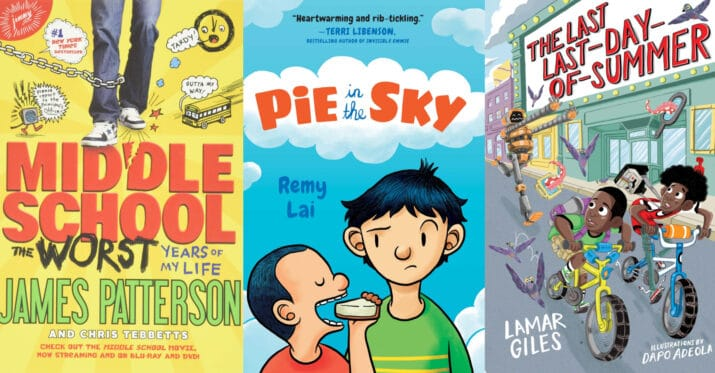 jimmy
#1
NEW YORK TIMES
BESTSELLER
TARDY!
OUTTA MY WAY!
MIDDLE
SCHOOL
THE WORST YEARS OF
MY LIFE
JAMES PATTERSON
AND CHRIS TEBBETTS
CHECK OUT THE MIDDLE SCHOOL MOVIE,
NOW STREAMING AND ON BLU-RAY AND DVD!
"Heartwarming and rib-tickling."
—TERRI LIBENSON,
BESTSELLING AUTHOR OF INVISIBLE EMMIE
PiE in the SKY
Remy
Lai
THE LAST
LAST-DAY-
OF-SUMMER
LAMAR
GILES
ILLUSTRATIONS BY
DAPO ADEOLA